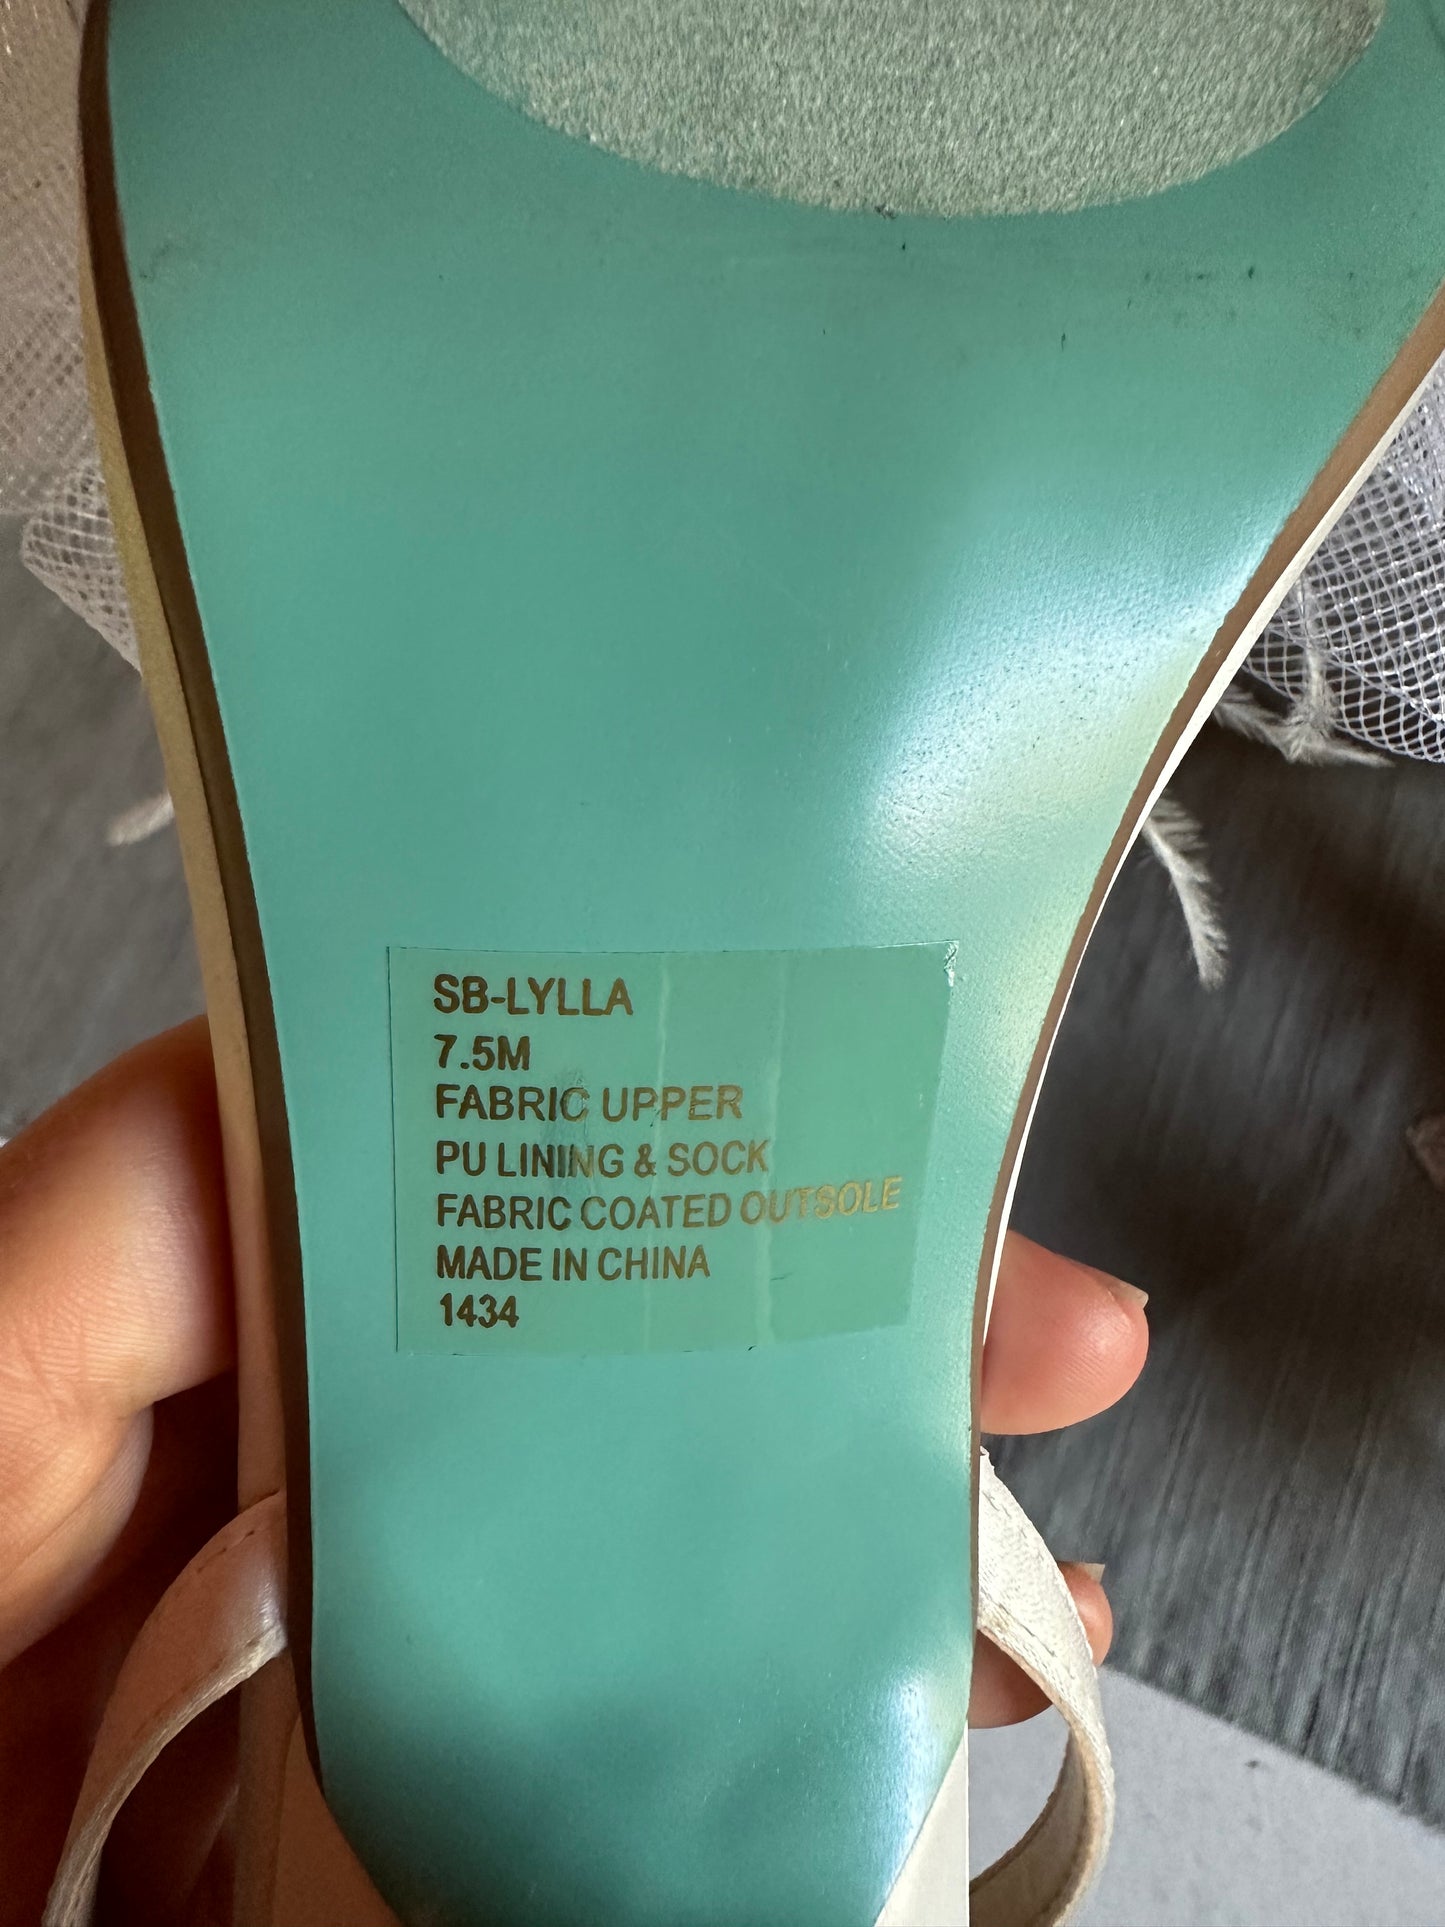 SB-LYLLA
7.5M
FABRIC UPPER
PU LINING & SOCK
FABRIC COATED OUTSOLE
MADE IN CHINA
1434